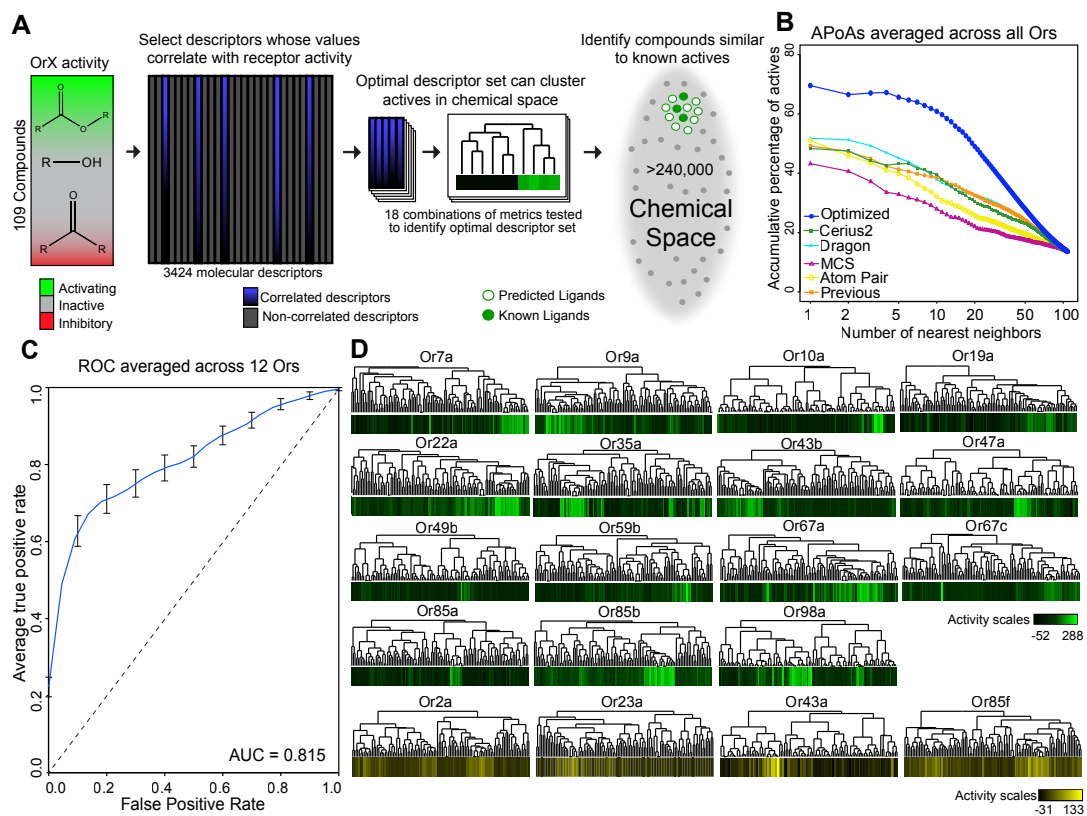 A
OrX activity
109 Compounds
O
R
O
R
R
OH
O
R
R
Activating
Inactive
Inhibitory
Select descriptors whose values
correlate with receptor activity
3424 molecular descriptors
Correlated descriptors
Non-correlated descriptors
Optimal descriptor set can cluster
actives in chemical space
18 combinations of metrics tested
to identify optimal descriptor set
Identify compounds similar
to known actives
>240,000
Chemical
Space
Predicted Ligands
Known Ligands
B
APoAs averaged across all Ors
Accumulative percentage of actives
80
60
40
20
0
Optimized
Cerius2
Dragon
MCS
Atom Pair
Previous
1 2 5 10 20 50 100
Number of nearest neighbors
C
ROC averaged across 12 Ors
Average true positive rate
1.0
0.8
0.6
0.4
0.2
0.0
AUC = 0.815
0.0 0.2 0.4 0.6 0.8 1.0
False Positive Rate
D
Or7a Or9a Or10a Or19a
Or22a Or35a Or43b Or47a
Or49b Or59b Or67a Or67c
Or85a Or85b Or98a
Activity scales
-52 288
Or2a Or23a Or43a Or85f
Activity scales
-31 133